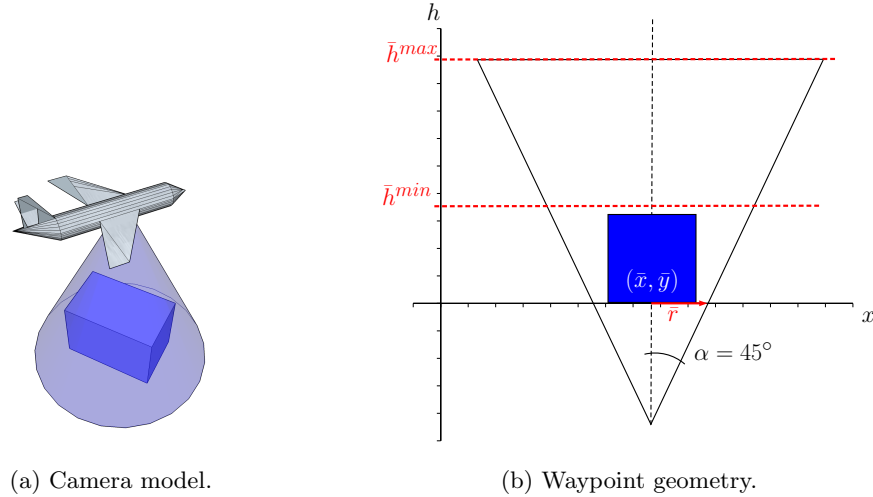 h
h̄^{max}
h̄^{min}
(x̄, ȳ)
r̄
x
α = 45°
(a) Camera model.
(b) Waypoint geometry.